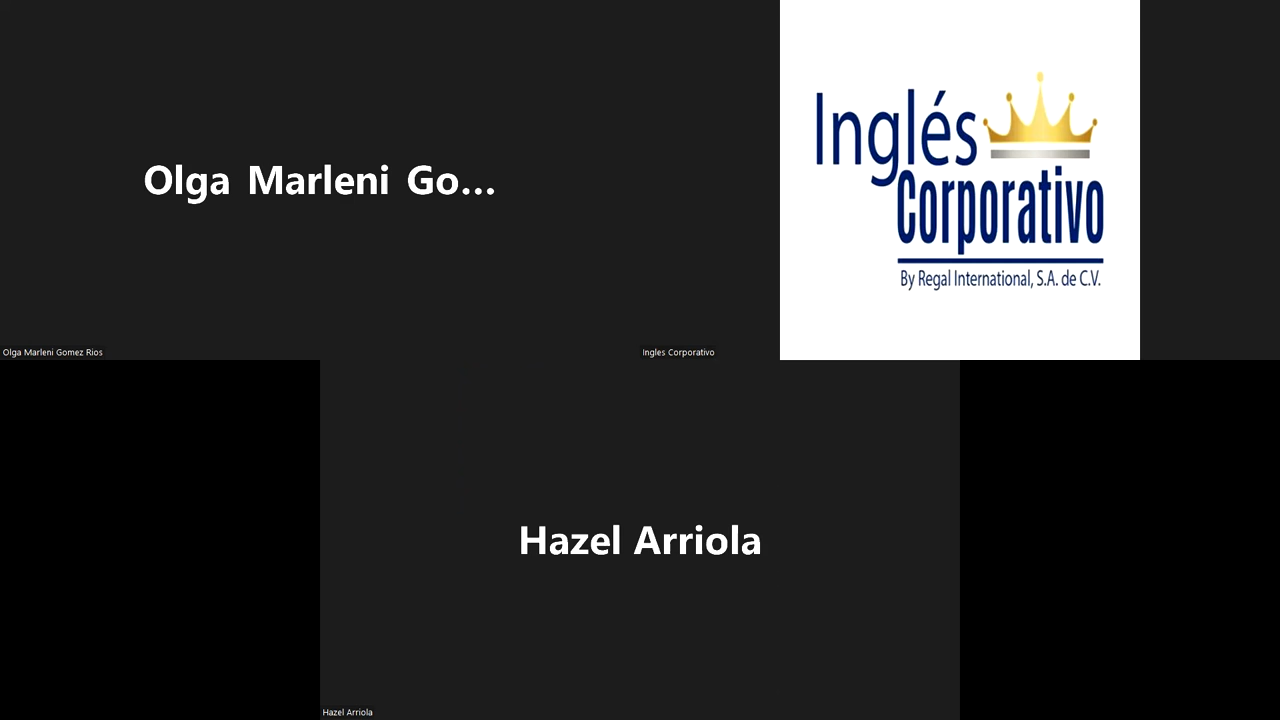 Olga Marleni Go...
Olga Marleni Gomez Rios
Inglés
Corporativo
By Regal International, S.A. de C.V.
Ingles Corporativo
Hazel Arriola
Hazel Arriola